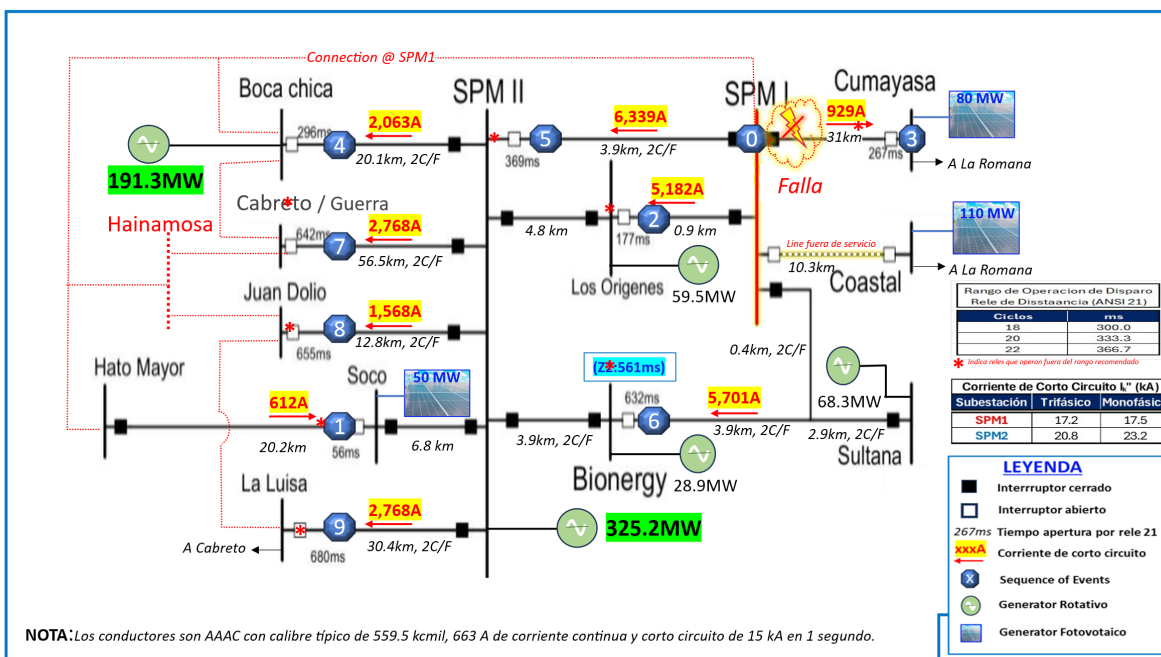 Connection @ SPM1
Boca chica
SPM II
SPM I
Cumayasa
296ms
4
2,063A
20.1km, 2C/F
369ms
5
6,339A
3.9km, 2C/F
0
929A
31km
267ms
3
80 MW
A La Romana
Falla
191.3MW
Hainamosa
Cabreto / Guerra
642ms
7
2,768A
56.5km, 2C/F
4.8 km
177ms
2
5,182A
0.9 km
Los Origenes
59.5MW
Line fuera de servicio
10.3km
110 MW
Coastal
A La Romana
Juan Dolio
655ms
8
1,568A
12.8km, 2C/F
0.4km, 2C/F
Rango de Operacion de Disparo
Rele de Disstaancia (ANSI 21)
Ciclos ms
18 300.0
20 333.3
22 366.7
* Indica reles que operon fuera del rango recomendado
Hato Mayor
612A
20.2km
1
56ms
Soco
50 MW
6.8 km
(Z2:561ms)
632ms
6
5,701A
3.9km, 2C/F
3.9km, 2C/F
28.9MW
Bionergy
68.3MW
2.9km, 2C/F
Sultana
Corriente de Corto Circuito Iₖ" (kA)
Subestación Trifásico Monofásic
SPM1 17.2 17.5
SPM2 20.8 23.2
La Luisa
680ms
9
2,768A
30.4km, 2C/F
A Cabreto
325.2MW
LEYENDA
Interrruptor cerrado
Interruptor abierto
267ms Tiempo apertura por rele 21
xxxA Corriente de corto circuito
X Sequence of Events
Generator Rotativo
Generator Fotovotaico
NOTA: Los conductores son AAAC con calibre típico de 559.5 kcmil, 663 A de corriente continua y corto circuito de 15 kA en 1 segundo.